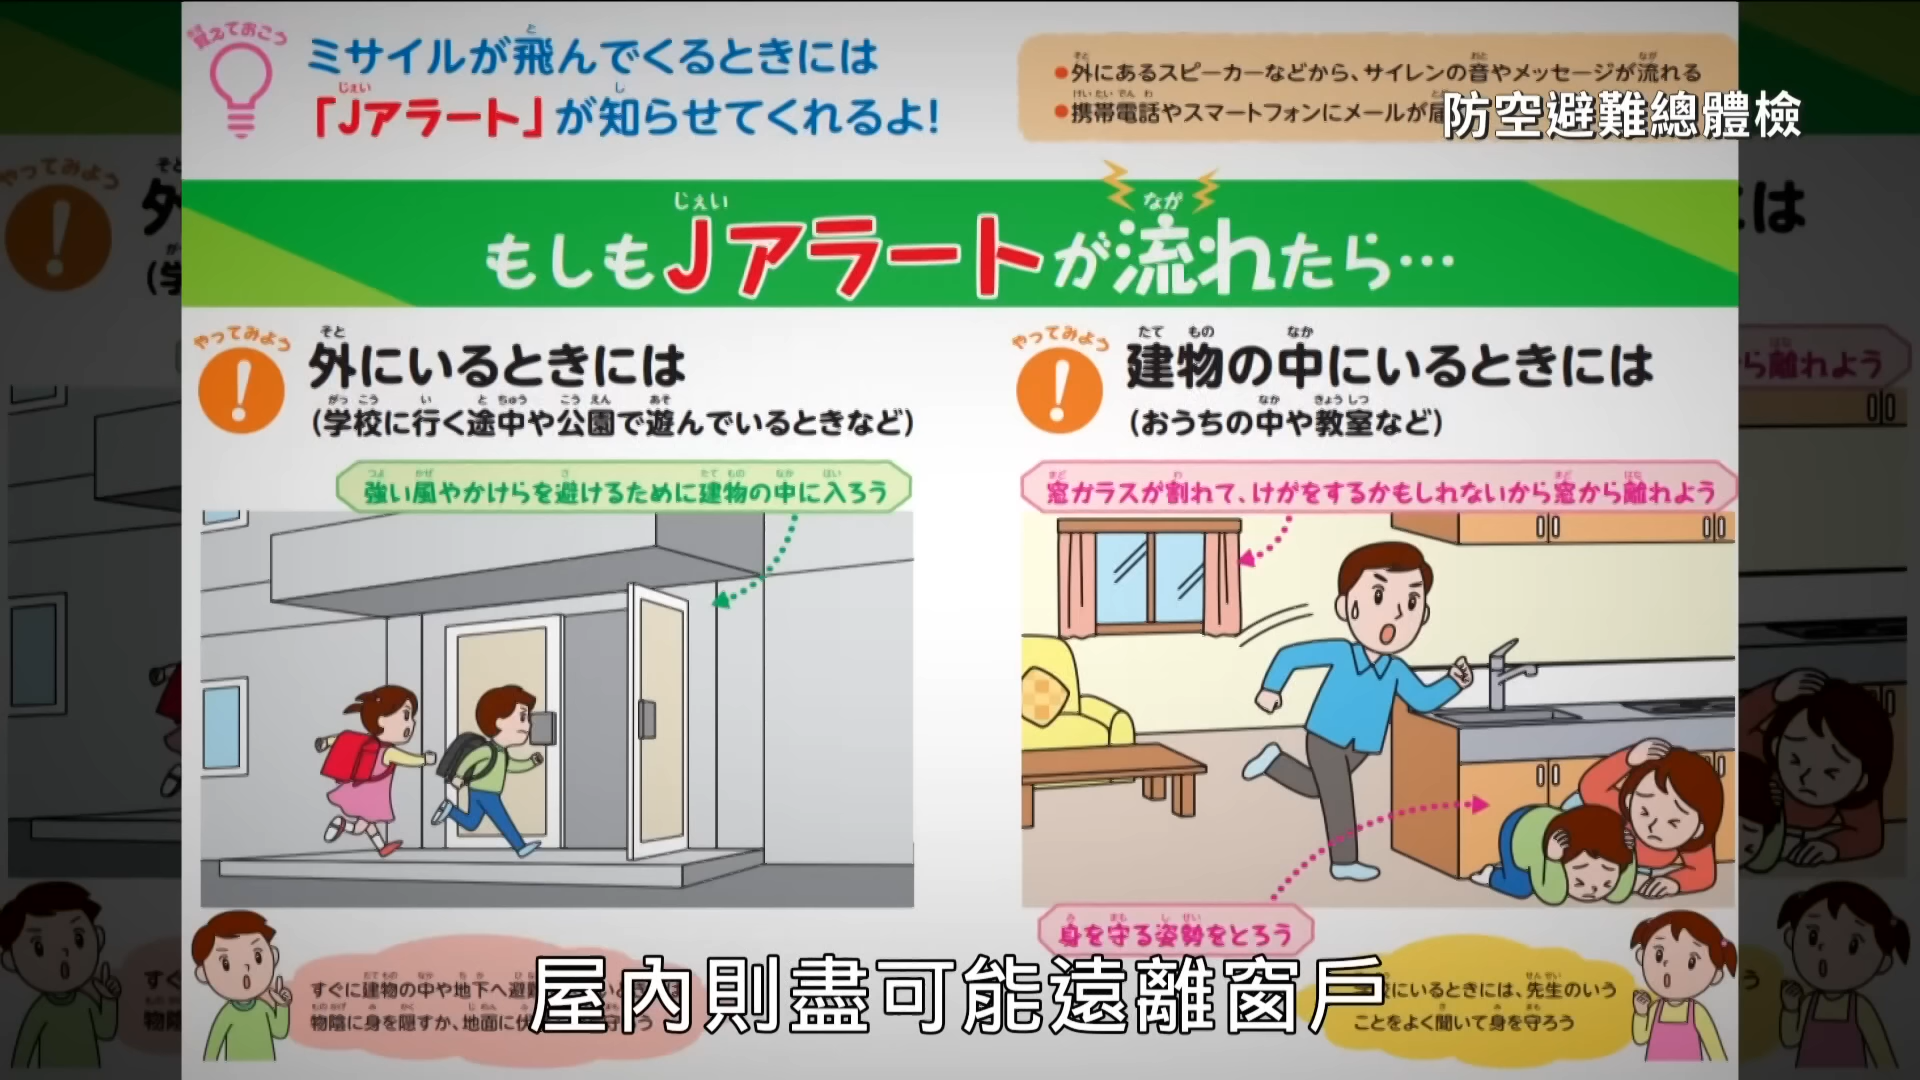 覚えておこう
ミサイルが飛んでくるときには
「Jアラート」が知らせてくれるよ!
●外にあるスピーカーなどから、サイレンの音やメッセージが流れる
●携帯電話やスマートフォンにメールが届
防空避難總體檢
もしもJアラートが流れたら…
やってみよう
外にいるときには
(学校に行く途中や公園で遊んでいるときなど)
強い風やかけらを避けるために建物の中に入ろう
やってみよう
建物の中にいるときには
(おうちの中や教室など)
窓ガラスが割れて、けがをするかもしれないから窓から離れよう
身を守る姿勢をとろう
すぐに建物の中や地下へ避
物陰に身を隠すか、地面に伏
校にいるときには、先生のいう
ことをよく聞いて身を守ろう
屋內則盡可能遠離窗戶